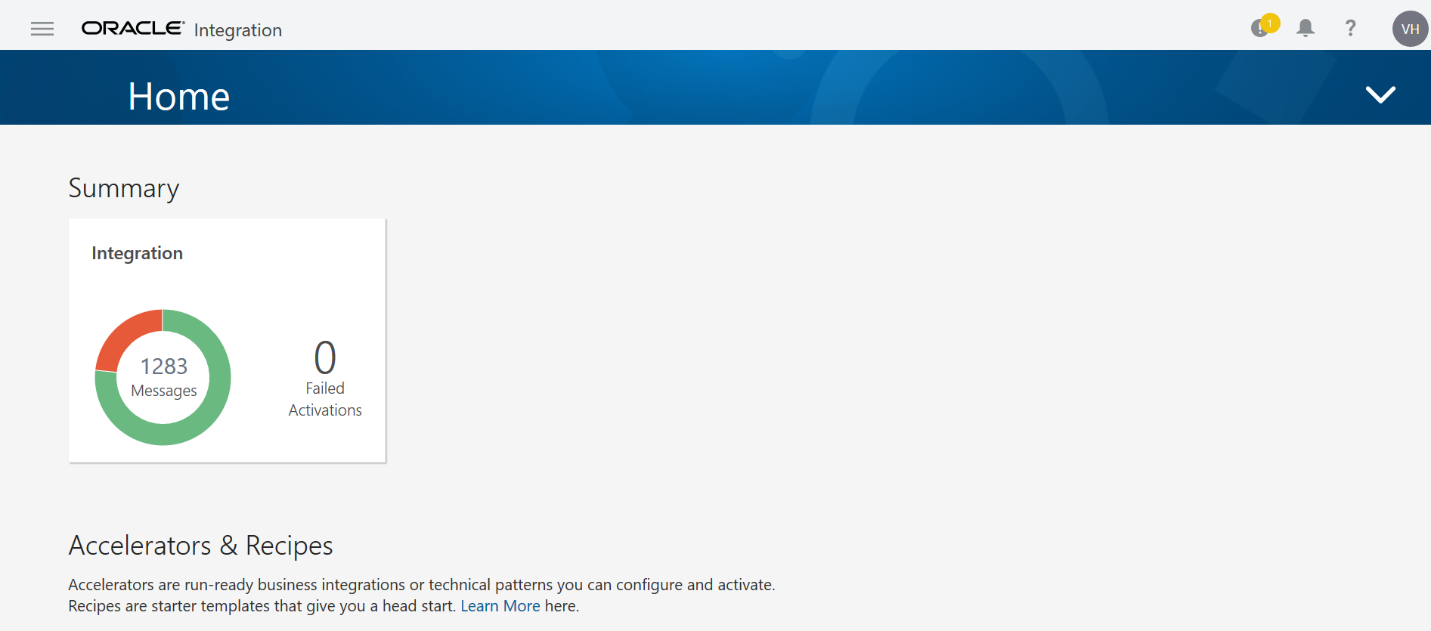 ORACLE Integration
1
?
VH
Home
Summary
Integration
1283
Messages
0
Failed
Activations
Accelerators & Recipes
Accelerators are run-ready business integrations or technical patterns you can configure and activate.
Recipes are starter templates that give you a head start. Learn More here.